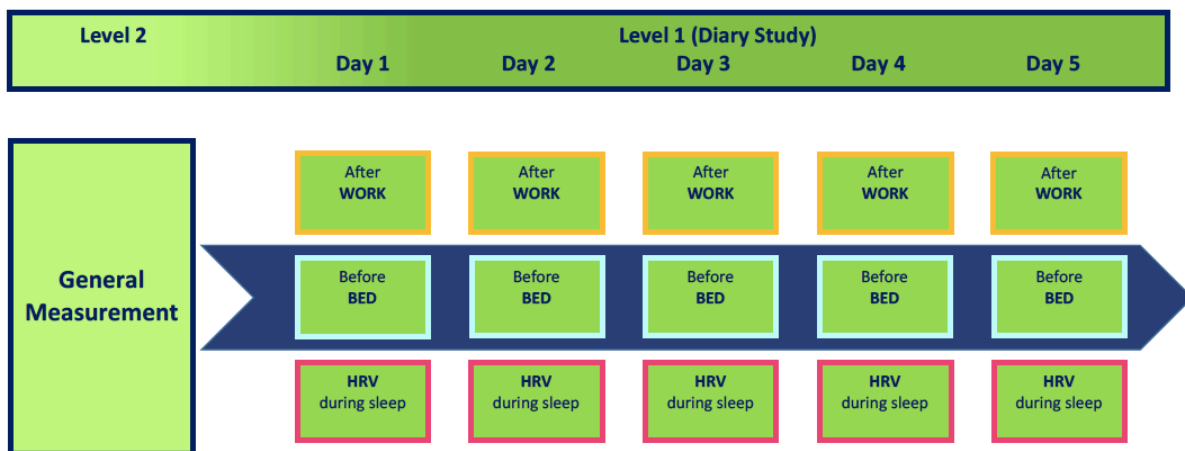 Level 2
Level 1 (Diary Study)
Day 1
Day 2
Day 3
Day 4
Day 5
General
Measurement
After
WORK
After
WORK
After
WORK
After
WORK
After
WORK
Before
BED
Before
BED
Before
BED
Before
BED
Before
BED
HRV
during sleep
HRV
during sleep
HRV
during sleep
HRV
during sleep
HRV
during sleep